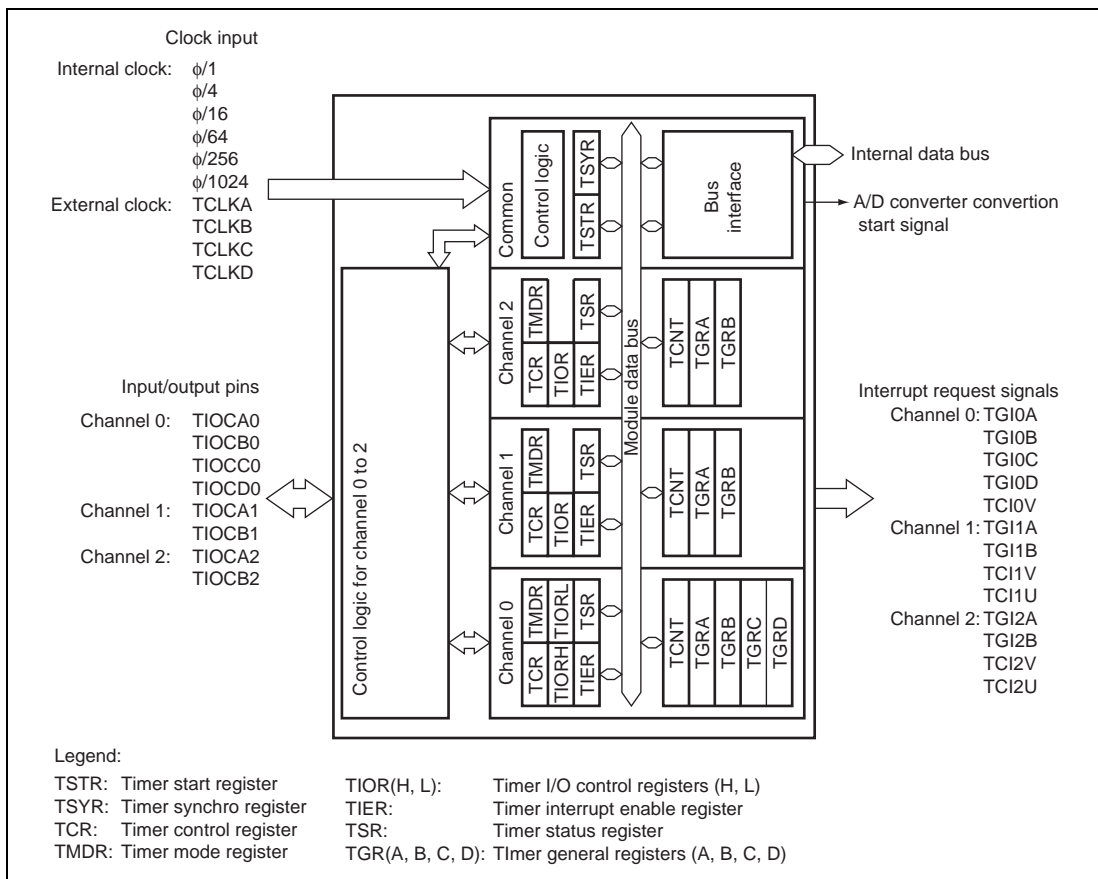 Clock input
Internal clock: ϕ/1
ϕ/4
ϕ/16
ϕ/64
ϕ/256
ϕ/1024
External clock: TCLKA
TCLKB
TCLKC
TCLKD
Input/output pins
Channel 0: TIOCA0
TIOCB0
TIOCC0
TIOCD0
Channel 1: TIOCA1
TIOCB1
Channel 2: TIOCA2
TIOCB2
Control logic for channel 0 to 2
Common
Control logic
TSTR TSYR
Bus
interface
Module data bus
Channel 2
TCR TMDR
TIOR
TIER TSR
TCNT
TGRA
TGRB
Channel 1
TCR TMDR
TIOR
TIER TSR
TCNT
TGRA
TGRB
Channel 0
TCR TMDR
TIORH TIORL
TIER TSR
TCNT
TGRA
TGRB
TGRC
TGRD
Internal data bus
A/D converter convertion
start signal
Interrupt request signals
Channel 0: TGI0A
TGI0B
TGI0C
TGI0D
TCI0V
Channel 1: TGI1A
TGI1B
TCI1V
TCI1U
Channel 2: TGI2A
TGI2B
TCI2V
TCI2U
Legend:
TSTR: Timer start register
TSYR: Timer synchro register
TCR: Timer control register
TMDR: Timer mode register
TIOR(H, L): Timer I/O control registers (H, L)
TIER: Timer interrupt enable register
TSR: Timer status register
TGR(A, B, C, D): TImer general registers (A, B, C, D)